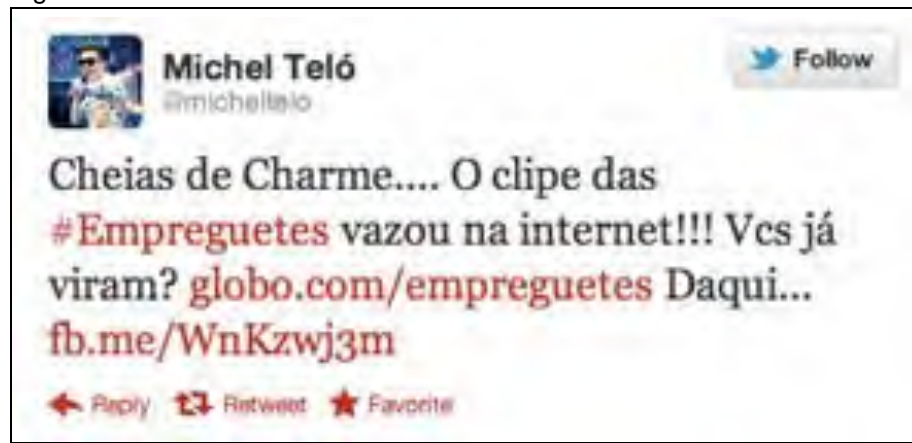 Michel Teló
Follow
@micheltelo
Cheias de Charme.... O clipe das
#Empreguetes vazou na internet!!! Vcs já
viram? globo.com/empreguetes Daqui...
fb.me/WnKzwj3m
Reply Retweet Favorite